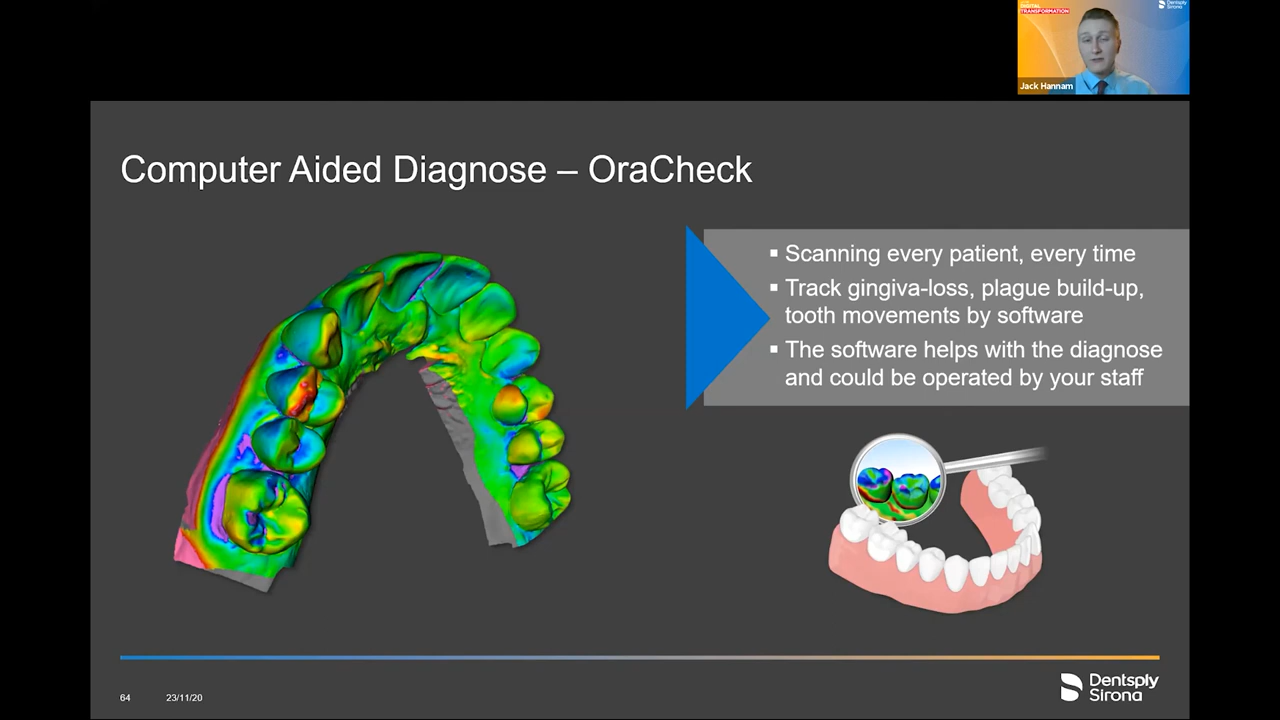 DIGITAL
TRANSFORMATION
Dentsply
Sirona
Jack Hannam
Computer Aided Diagnose – OraCheck
▪ Scanning every patient, every time
▪ Track gingiva-loss, plague build-up,
tooth movements by software
▪ The software helps with the diagnose
and could be operated by your staff
64
23/11/20
Dentsply
Sirona